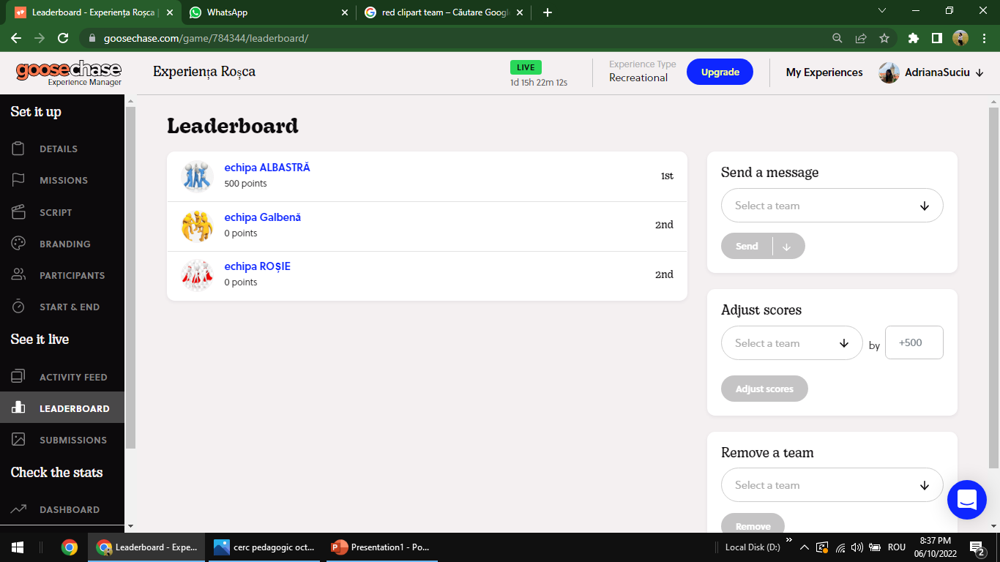 Leaderboard - Experiența Roșca |
WhatsApp
red clipart team – Căutare Googl
goosechase.com/game/784344/leaderboard/
goosechase
Experience Manager
Experiența Roșca
LIVE
1d 15h 22m 12s
Experience Type
Recreational
Upgrade
My Experiences
AdrianaSuciu
Set it up
DETAILS
MISSIONS
SCRIPT
BRANDING
PARTICIPANTS
START & END
See it live
ACTIVITY FEED
LEADERBOARD
SUBMISSIONS
Check the stats
DASHBOARD
Leaderboard
echipa ALBASTRĂ
500 points
1st
echipa Galbenă
0 points
2nd
echipa ROȘIE
0 points
2nd
Send a message
Select a team
Send
Adjust scores
Select a team
by
+500
Adjust scores
Remove a team
Select a team
Remove
Leaderboard - Expe...
cerc pedagogic oct...
Presentation1 - Po...
Local Disk (D:)
ROU
8:37 PM
06/10/2022
2